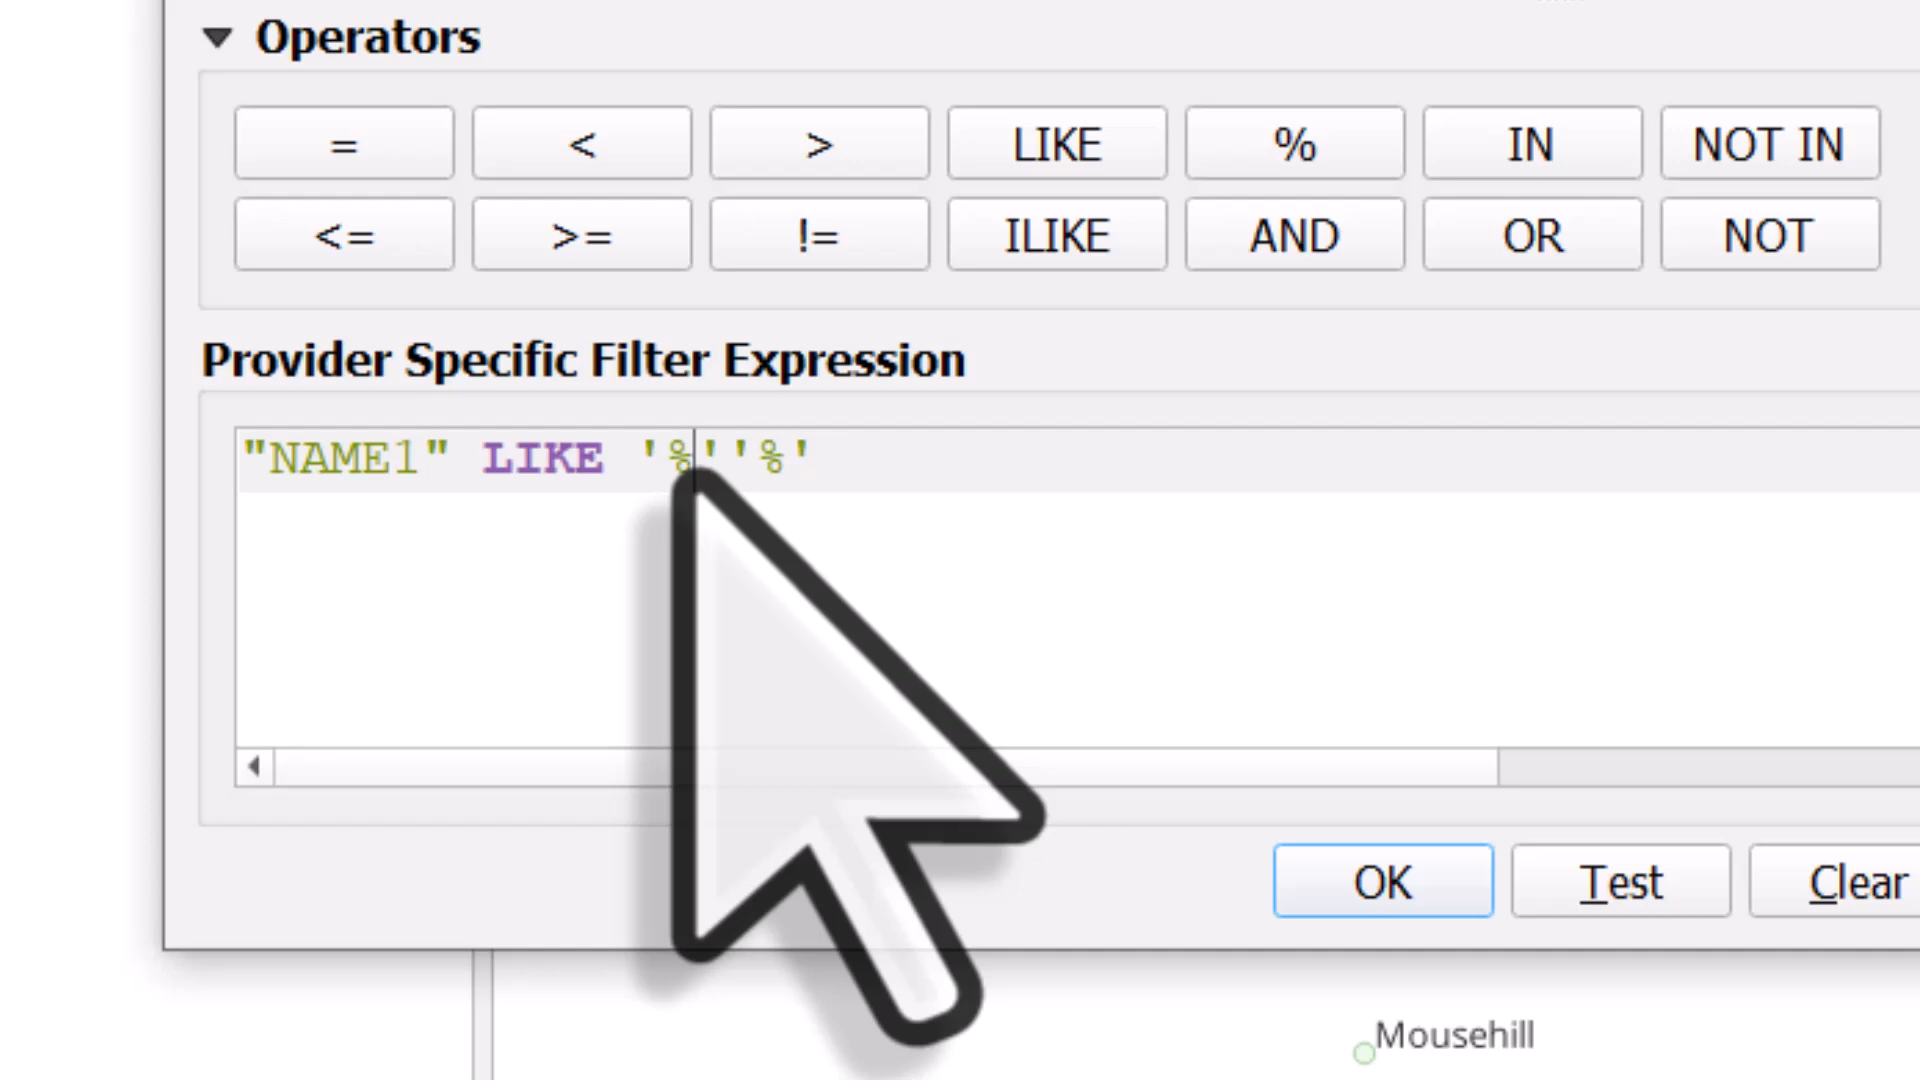 Operators
= < > LIKE % IN NOT IN
<= >= != ILIKE AND OR NOT
Provider Specific Filter Expression
"NAME1" LIKE '%''%'
OK Test Clear
Mousehill